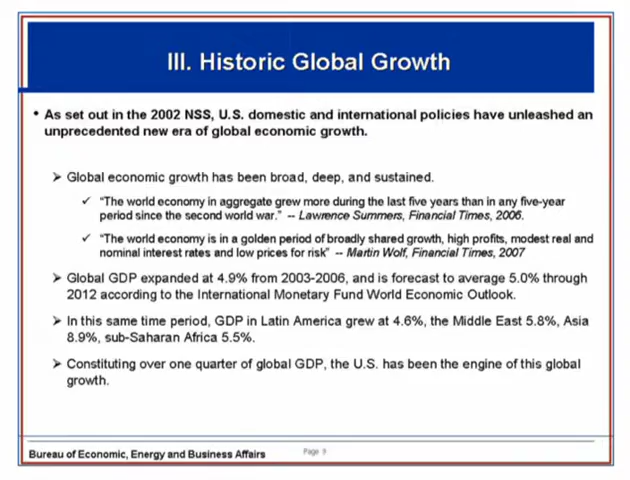 III. Historic Global Growth
• As set out in the 2002 NSS, U.S. domestic and international policies have unleashed an
unprecedented new era of global economic growth.
➢ Global economic growth has been broad, deep, and sustained.
✓ “The world economy in aggregate grew more during the last five years than in any five-year
period since the second world war.” -- Lawrence Summers, Financial Times, 2006.
✓ “The world economy is in a golden period of broadly shared growth, high profits, modest real and
nominal interest rates and low prices for risk” -- Martin Wolf, Financial Times, 2007
➢ Global GDP expanded at 4.9% from 2003-2006, and is forecast to average 5.0% through
2012 according to the International Monetary Fund World Economic Outlook.
➢ In this same time period, GDP in Latin America grew at 4.6%, the Middle East 5.8%, Asia
8.9%, sub-Saharan Africa 5.5%.
➢ Constituting over one quarter of global GDP, the U.S. has been the engine of this global
growth.
Bureau of Economic, Energy and Business Affairs
Page 9